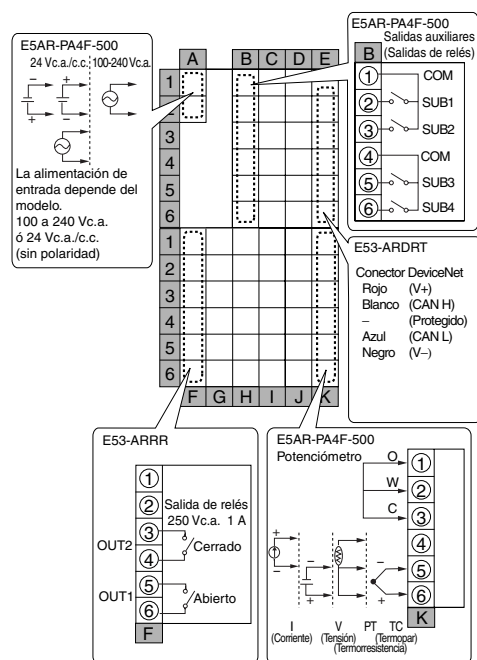 E5AR-PA4F-500
24 Vc.a./c.c. 100-240 Vc.a.
– + 
+ –
La alimentación de
entrada depende del
modelo.
100 a 240 Vc.a.
ó 24 Vc.a./c.c.
(sin polaridad)
A B C D E
1
2
3
4
5
6
1
2
3
4
5
6
F G H I J K
E5AR-PA4F-500
Salidas auxiliares
(Salidas de relés)
B
1 COM
2 SUB1
3 SUB2
4 COM
5 SUB3
6 SUB4
E53-ARDRT
Conector DeviceNet
Rojo (V+)
Blanco (CAN H)
– (Protegido)
Azul (CAN L)
Negro (V–)
E53-ARRR
1
2
Salida de relés
250 Vc.a. 1 A
3
OUT2 Cerrado
4
5
OUT1 Abierto
6
F
E5AR-PA4F-500
Potenciómetro
O 1
W 2
C 3
4
5
6
K
+ – – +
– + – +
I V PT TC
(Corriente) (Tensión) (Termopar)
(Termorresistencia)